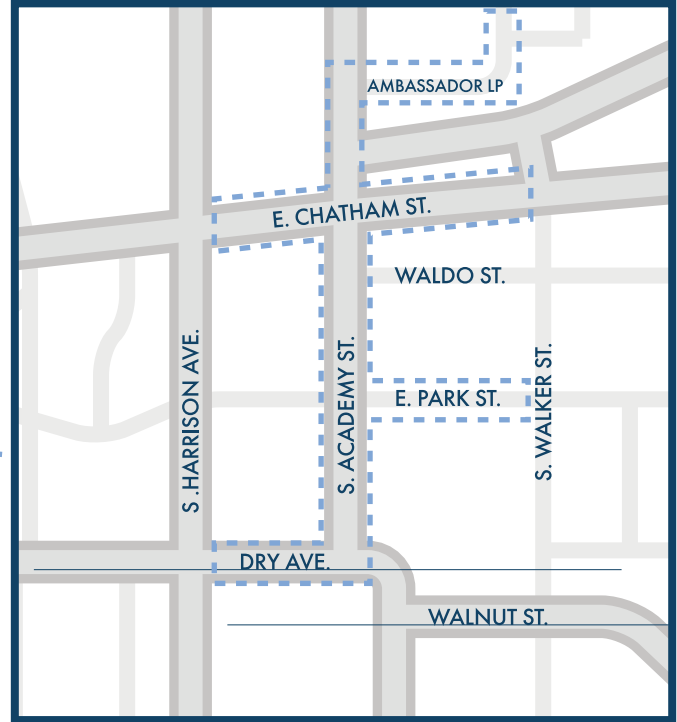 AMBASSADOR LP
E. CHATHAM ST.
WALDO ST.
S .HARRISON AVE.
S. ACADEMY ST.
E. PARK ST.
S. WALKER ST.
DRY AVE.
WALNUT ST.